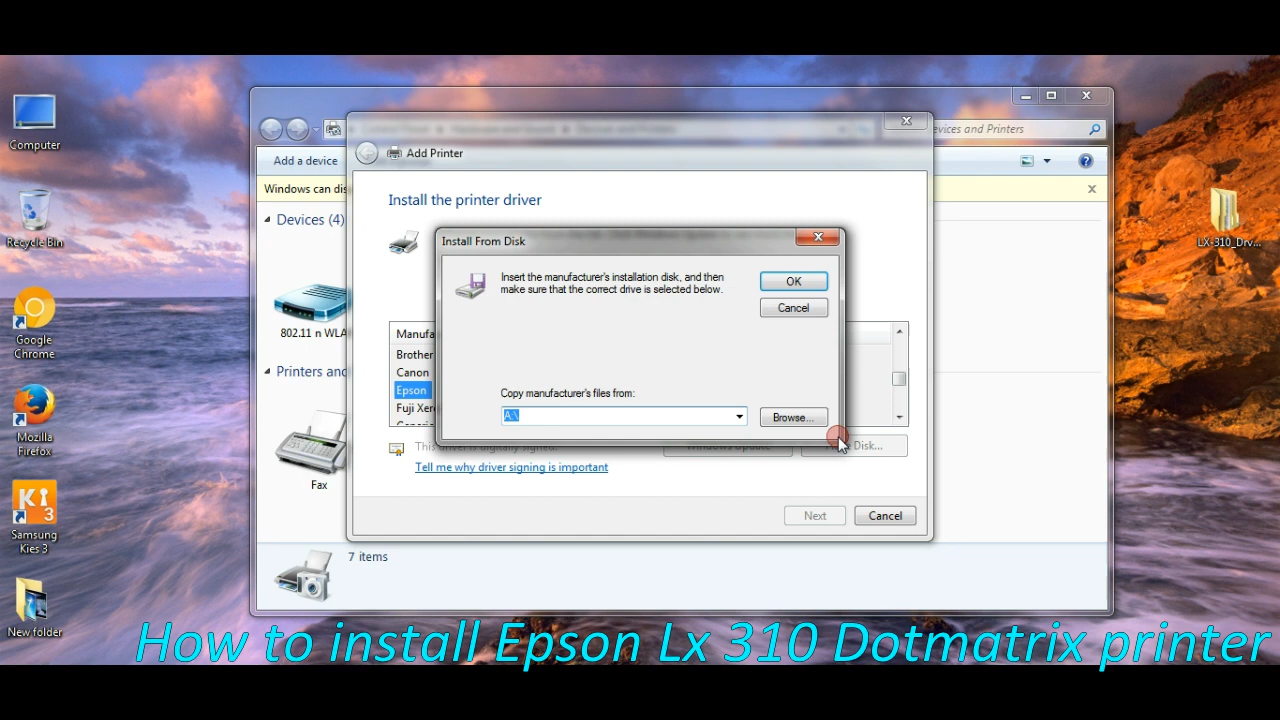 Computer
Recycle Bin
Google
Chrome
Mozilla
Firefox
Samsung
Kies 3
New folder
LX-310_Drv...
evices and Printers
Add a device
Windows can dis
Devices (4)
802.11 n WLA
Printers and
Fax
7 items
Add Printer
Install the printer driver
Manufa
Brother
Canon
Epson
Fuji Xero
This driver is digitally signed.
Windows Update
Disk...
Tell me why driver signing is important
Next
Cancel
Install From Disk
Insert the manufacturer's installation disk, and then
make sure that the correct drive is selected below.
OK
Cancel
Copy manufacturer's files from:
A:\
Browse...
How to install Epson Lx 310 Dotmatrix printer